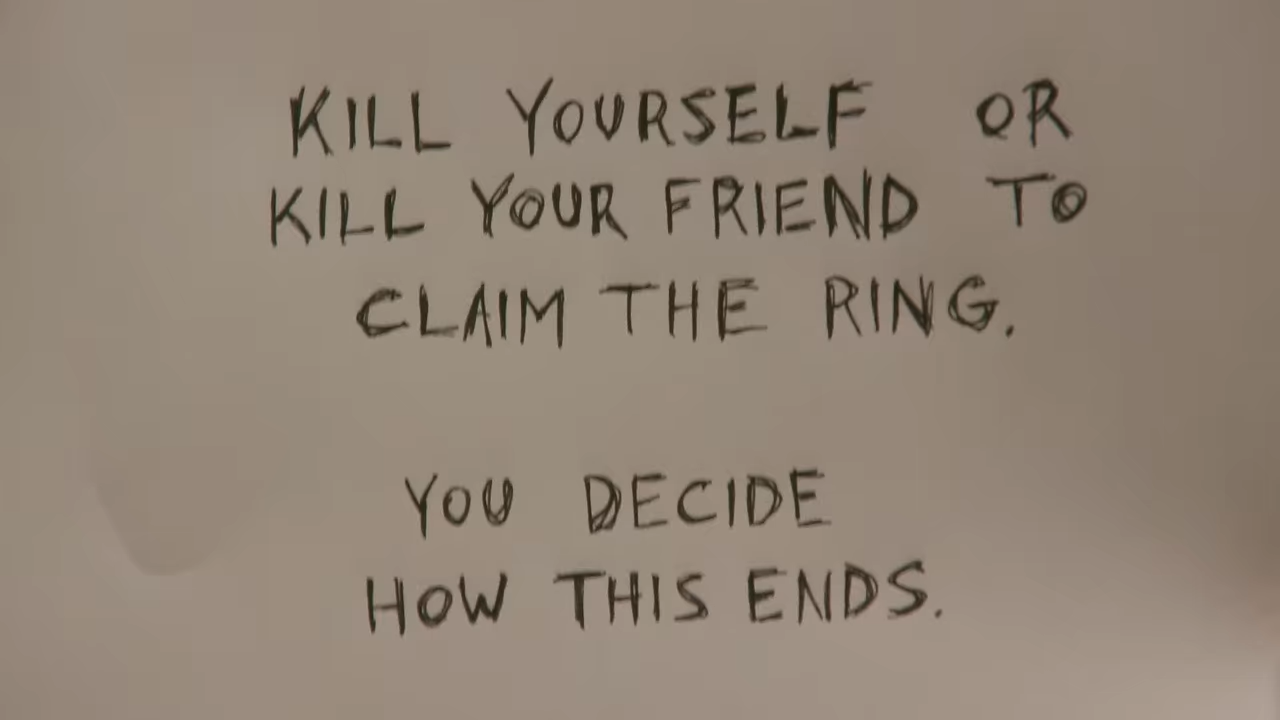 KILL YOURSELF OR
KILL YOUR FRIEND TO
CLAIM THE RING.
YOU DECIDE
HOW THIS ENDS.